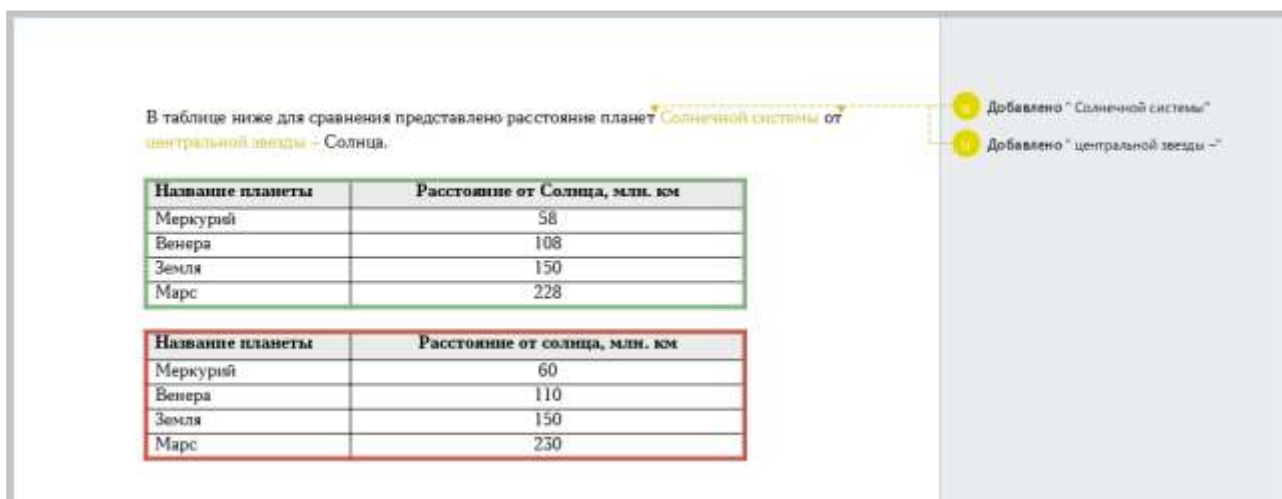 В таблице ниже для сравнения представлено расстояние планет Солнечной системы от
центральной звезды – Солнца.
Добавлено " Солнечной системы"
Добавлено " центральной звезды –"
Название планеты Расстояние от Солнца, млн. км
Меркурий 58
Венера 108
Земля 150
Марс 228
Название планеты Расстояние от солнца, млн. км
Меркурий 60
Венера 110
Земля 150
Марс 230